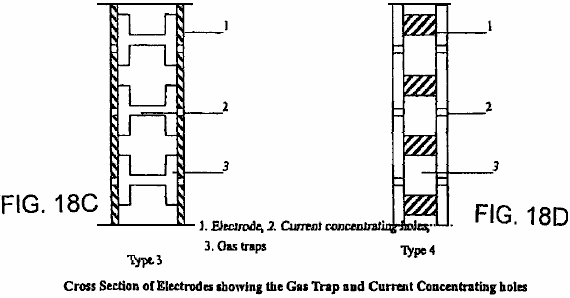 1
1
2
2
3
3
FIG. 18C
FIG. 18D
1. Electrode, 2. Current concentrating holes,
3. Gas traps
Type 3
Type 4
Cross Section of Electrodes showing the Gas Trap and Current Concentrating holes